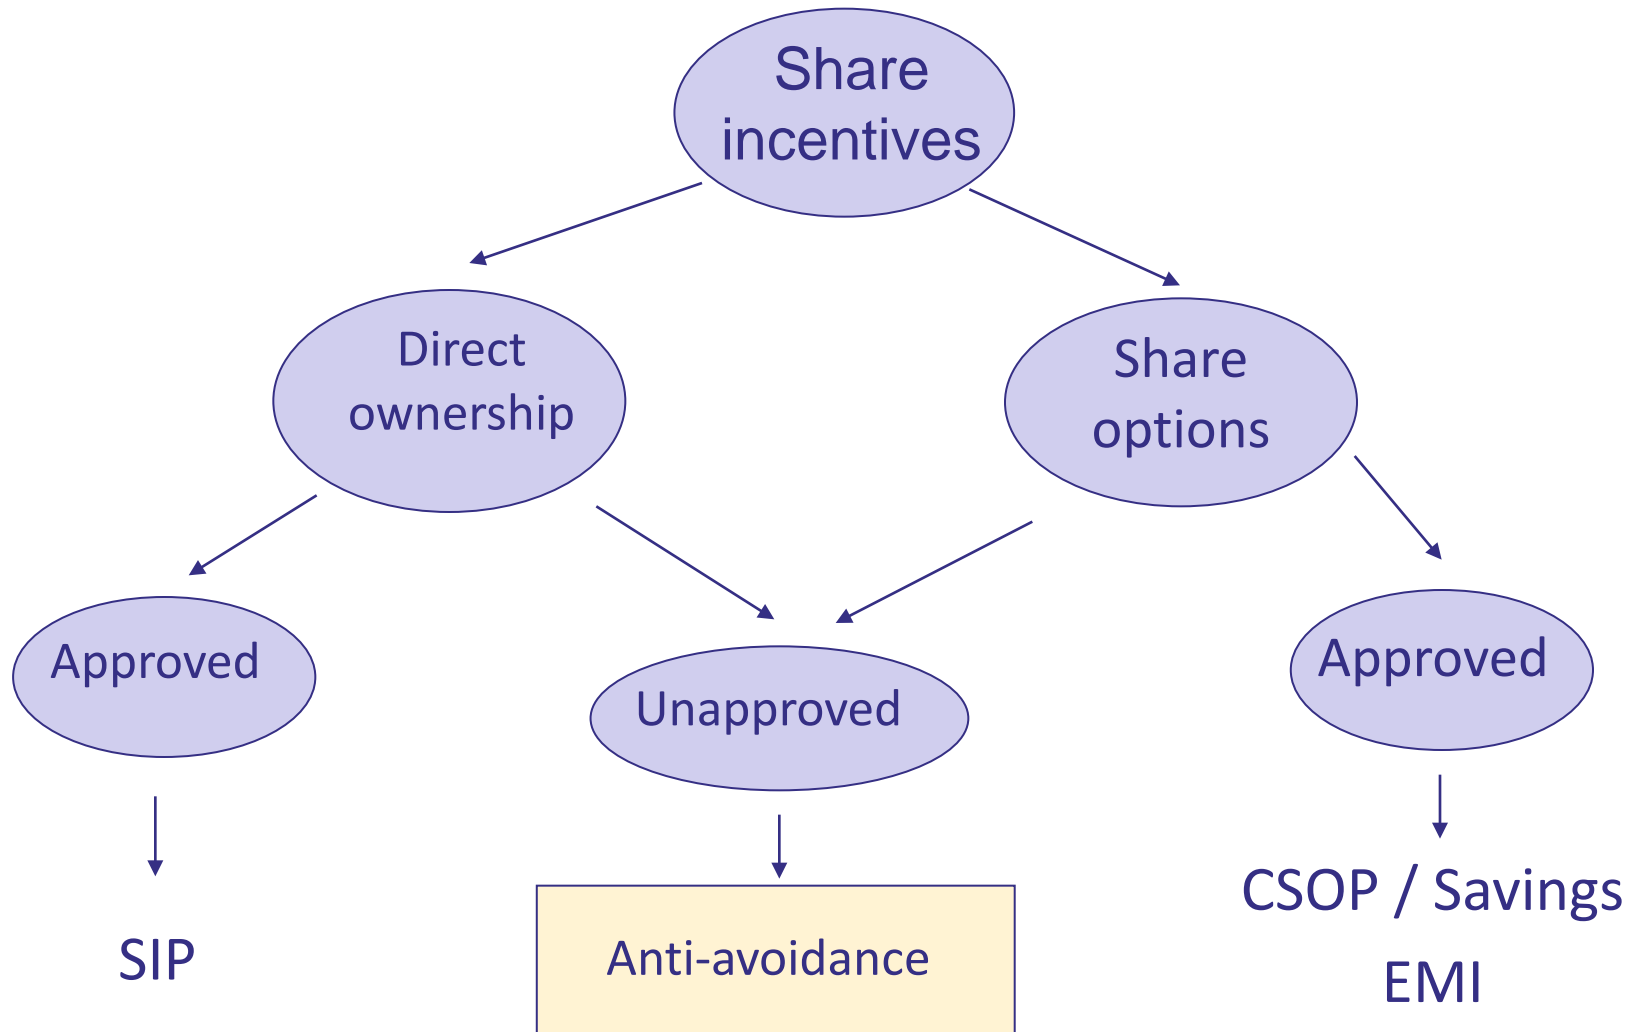 Share
incentives
Direct
ownership
Share
options
Approved
Unapproved
Approved
SIP
Anti-avoidance
CSOP / Savings
EMI